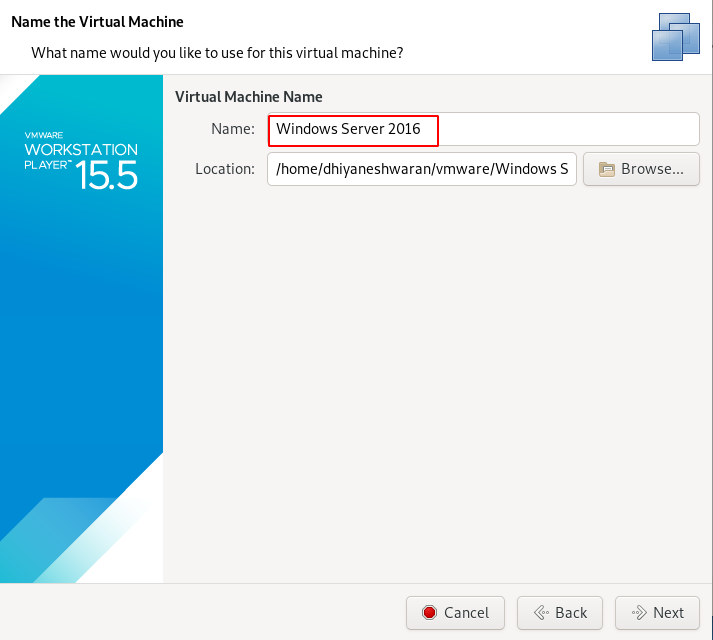 Name the Virtual Machine
What name would you like to use for this virtual machine?
VMWARE
WORKSTATION
PLAYER™ 15.5
Virtual Machine Name
Name: Windows Server 2016
Location: /home/dhiyaneshwaran/vmware/Windows S Browse...
Cancel Back Next